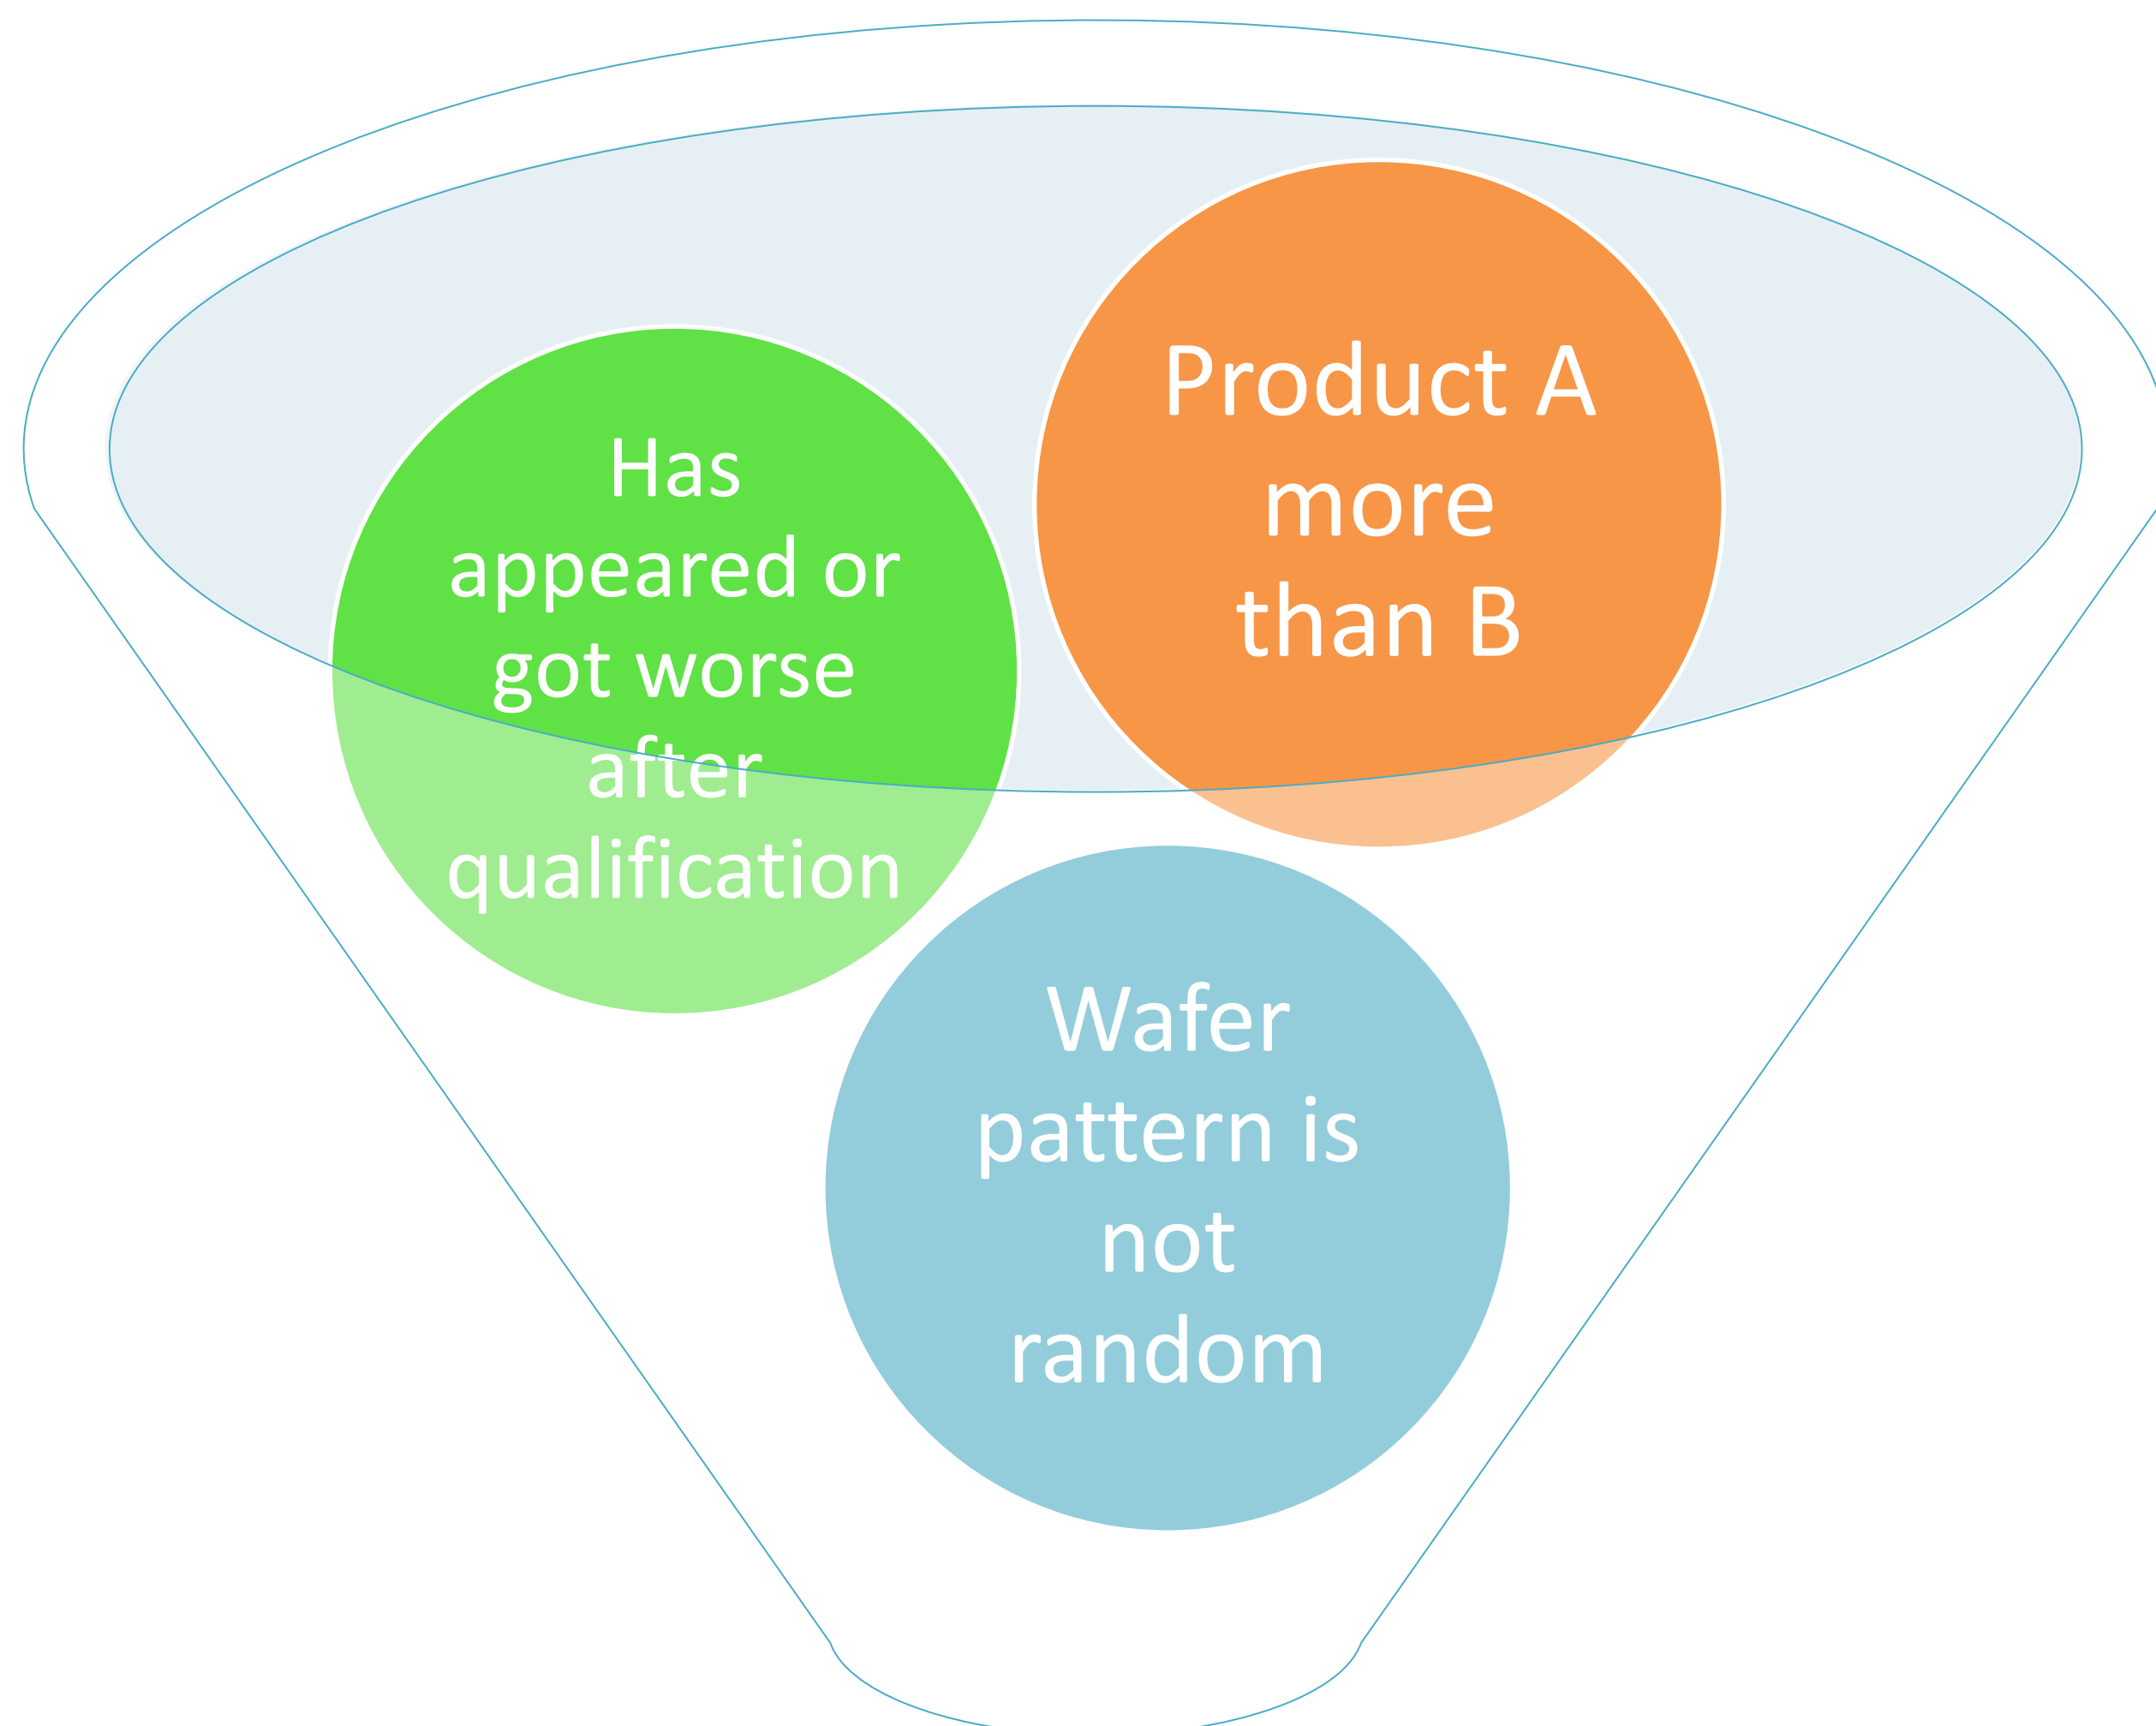 Has
appeared or
got worse
after
qualification
Product A
more
than B
Wafer
pattern is
not
random